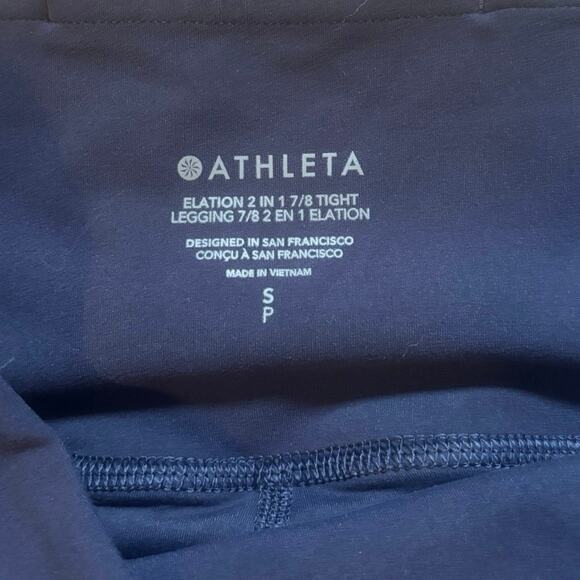 ATHLETA
ELATION 2 IN 1 7/8 TIGHT
LEGGING 7/8 2 EN 1 ELATION
DESIGNED IN SAN FRANCISCO
CONÇU À SAN FRANCISCO
MADE IN VIETNAM
S
P